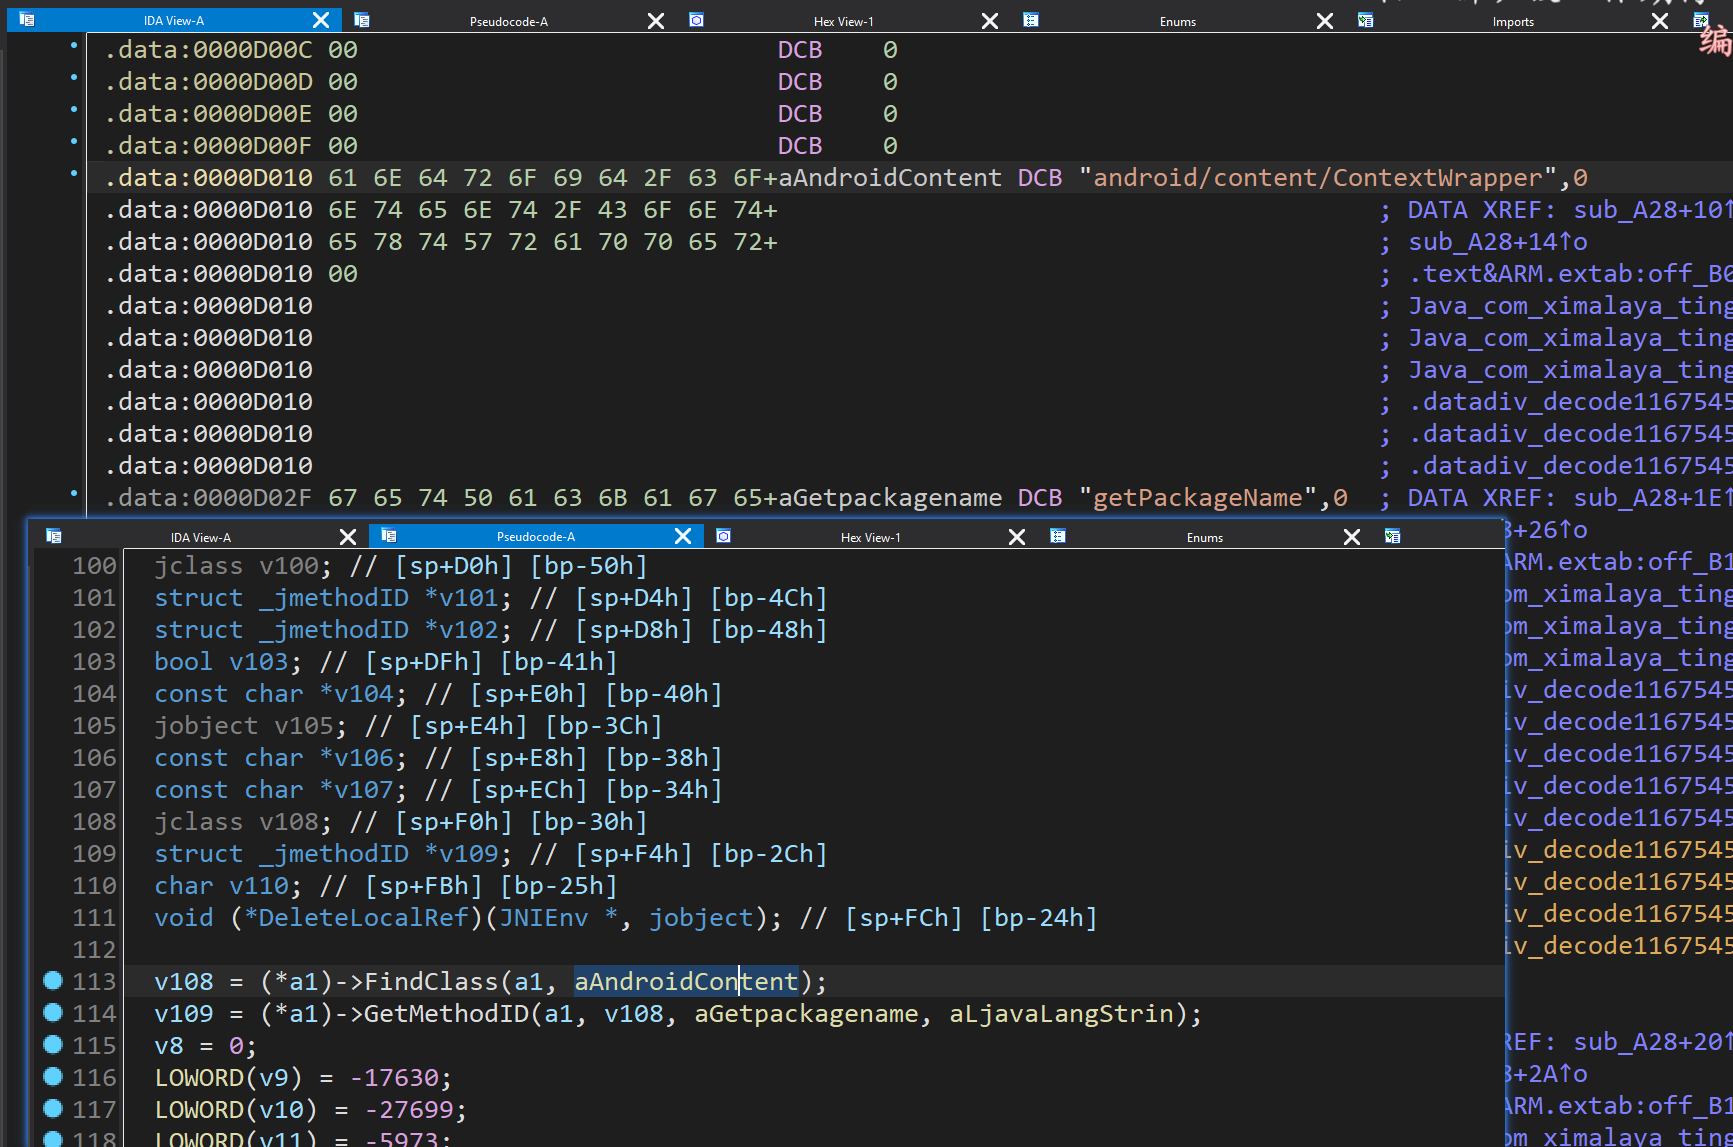 IDA View-A Pseudocode-A Hex View-1 Enums Imports
编
.data:0000D00C 00 DCB 0
.data:0000D00D 00 DCB 0
.data:0000D00E 00 DCB 0
.data:0000D00F 00 DCB 0
.data:0000D010 61 6E 64 72 6F 69 64 2F 63 6F+aAndroidContent DCB "android/content/ContextWrapper",0
.data:0000D010 6E 74 65 6E 74 2F 43 6F 6E 74+ ; DATA XREF: sub_A28+10↑
.data:0000D010 65 78 74 57 72 61 70 70 65 72+ ; sub_A28+14↑o
.data:0000D010 00 ; .text&ARM.extab:off_B0
.data:0000D010 ; Java_com_ximalaya_ting
.data:0000D010 ; Java_com_ximalaya_ting
.data:0000D010 ; Java_com_ximalaya_ting
.data:0000D010 ; .datadiv_decode1167545
.data:0000D010 ; .datadiv_decode1167545
.data:0000D010 ; .datadiv_decode1167545
.data:0000D02F 67 65 74 50 61 63 6B 61 67 65+aGetpackagename DCB "getPackageName",0 ; DATA XREF: sub_A28+1E↑
8+26↑o
IDA View-A Pseudocode-A Hex View-1 Enums
100 jclass v100; // [sp+D0h] [bp-50h]
ARM.extab:off_B1
101 struct _jmethodID *v101; // [sp+D4h] [bp-4Ch]
om_ximalaya_ting
102 struct _jmethodID *v102; // [sp+D8h] [bp-48h]
om_ximalaya_ting
103 bool v103; // [sp+DFh] [bp-41h]
om_ximalaya_ting
104 const char *v104; // [sp+E0h] [bp-40h]
iv_decode1167545
105 jobject v105; // [sp+E4h] [bp-3Ch]
iv_decode1167545
106 const char *v106; // [sp+E8h] [bp-38h]
iv_decode1167545
107 const char *v107; // [sp+ECh] [bp-34h]
iv_decode1167545
108 jclass v108; // [sp+F0h] [bp-30h]
iv_decode1167545
109 struct _jmethodID *v109; // [sp+F4h] [bp-2Ch]
iv_decode1167545
110 char v110; // [sp+FBh] [bp-25h]
iv_decode1167545
111 void (*DeleteLocalRef)(JNIEnv *, jobject); // [sp+FCh] [bp-24h]
iv_decode1167545
112
iv_decode1167545
113 v108 = (*a1)->FindClass(a1, aAndroidContent);
114 v109 = (*a1)->GetMethodID(a1, v108, aGetpackagename, aLjavaLangStrin);
115 v8 = 0;
REF: sub_A28+20↑
116 LOWORD(v9) = -17630;
8+2A↑o
117 LOWORD(v10) = -27699;
ARM.extab:off_B1
118 LOWORD(v11) = -5973;
om_ximalaya_ting